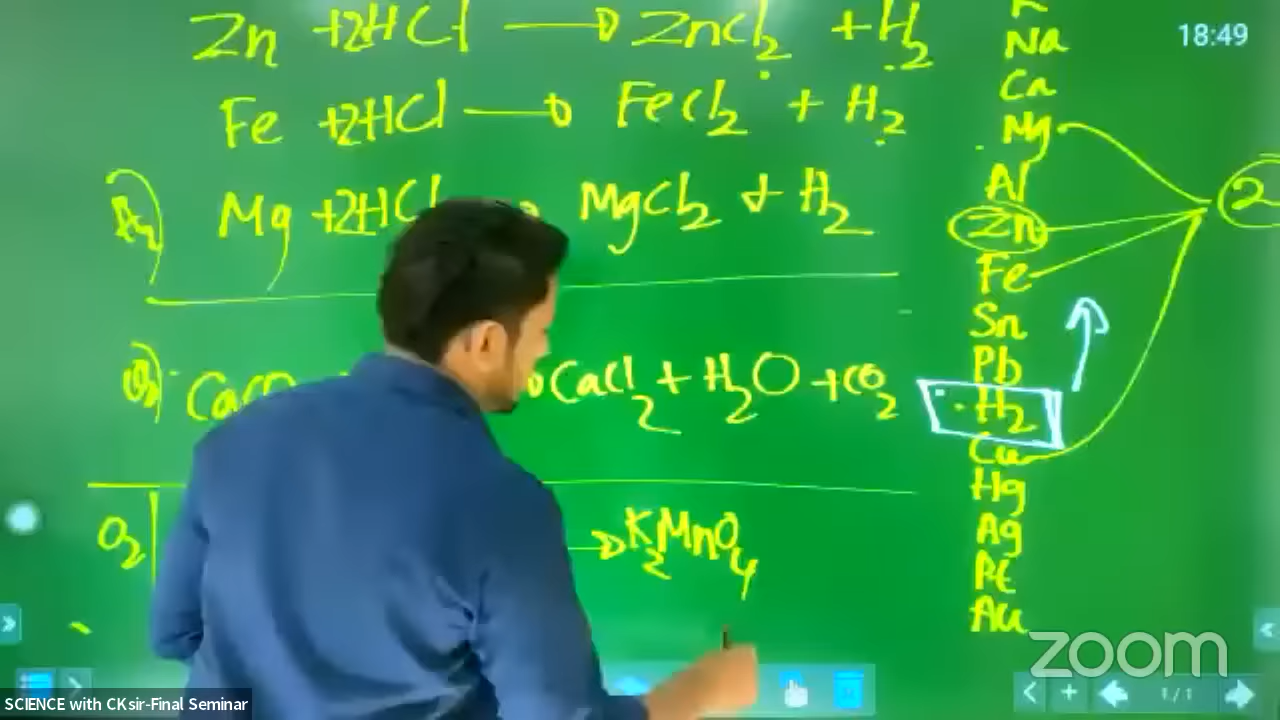 Zn +2HCl → ZnCl2 + H2
Fe +2HCl → FeCl2 + H2
Mg +2HCl MgCl2 + H2
CaCO CaCl2 + H2O + CO2
O2 → K2MnO4
K
Na
Ca
Mg
Al
Zn
Fe
Sn
Pb
H2
Cu
Hg
Ag
Pt
Au
2
18:49
zoom
1/1
SCIENCE with CKsir-Final Seminar